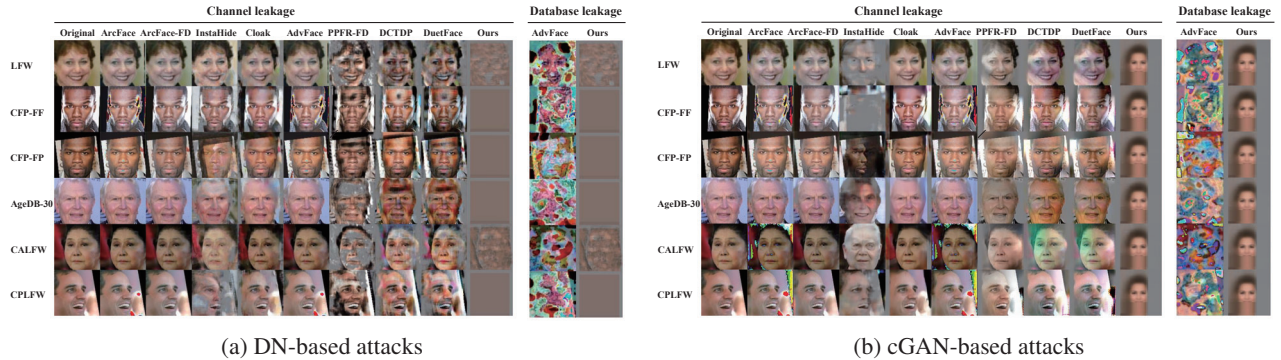 Channel leakage Database leakage
Original ArcFace ArcFace-FD InstaHide Cloak AdvFace PPFR-FD DCTDP DuetFace Ours AdvFace Ours
LFW
CFP-FF
CFP-FP
AgeDB-30
CALFW
CPLFW
(a) DN-based attacks
Channel leakage Database leakage
Original ArcFace ArcFace-FD InstaHide Cloak AdvFace PPFR-FD DCTDP DuetFace Ours AdvFace Ours
LFW
CFP-FF
CFP-FP
AgeDB-30
CALFW
CPLFW
(b) cGAN-based attacks